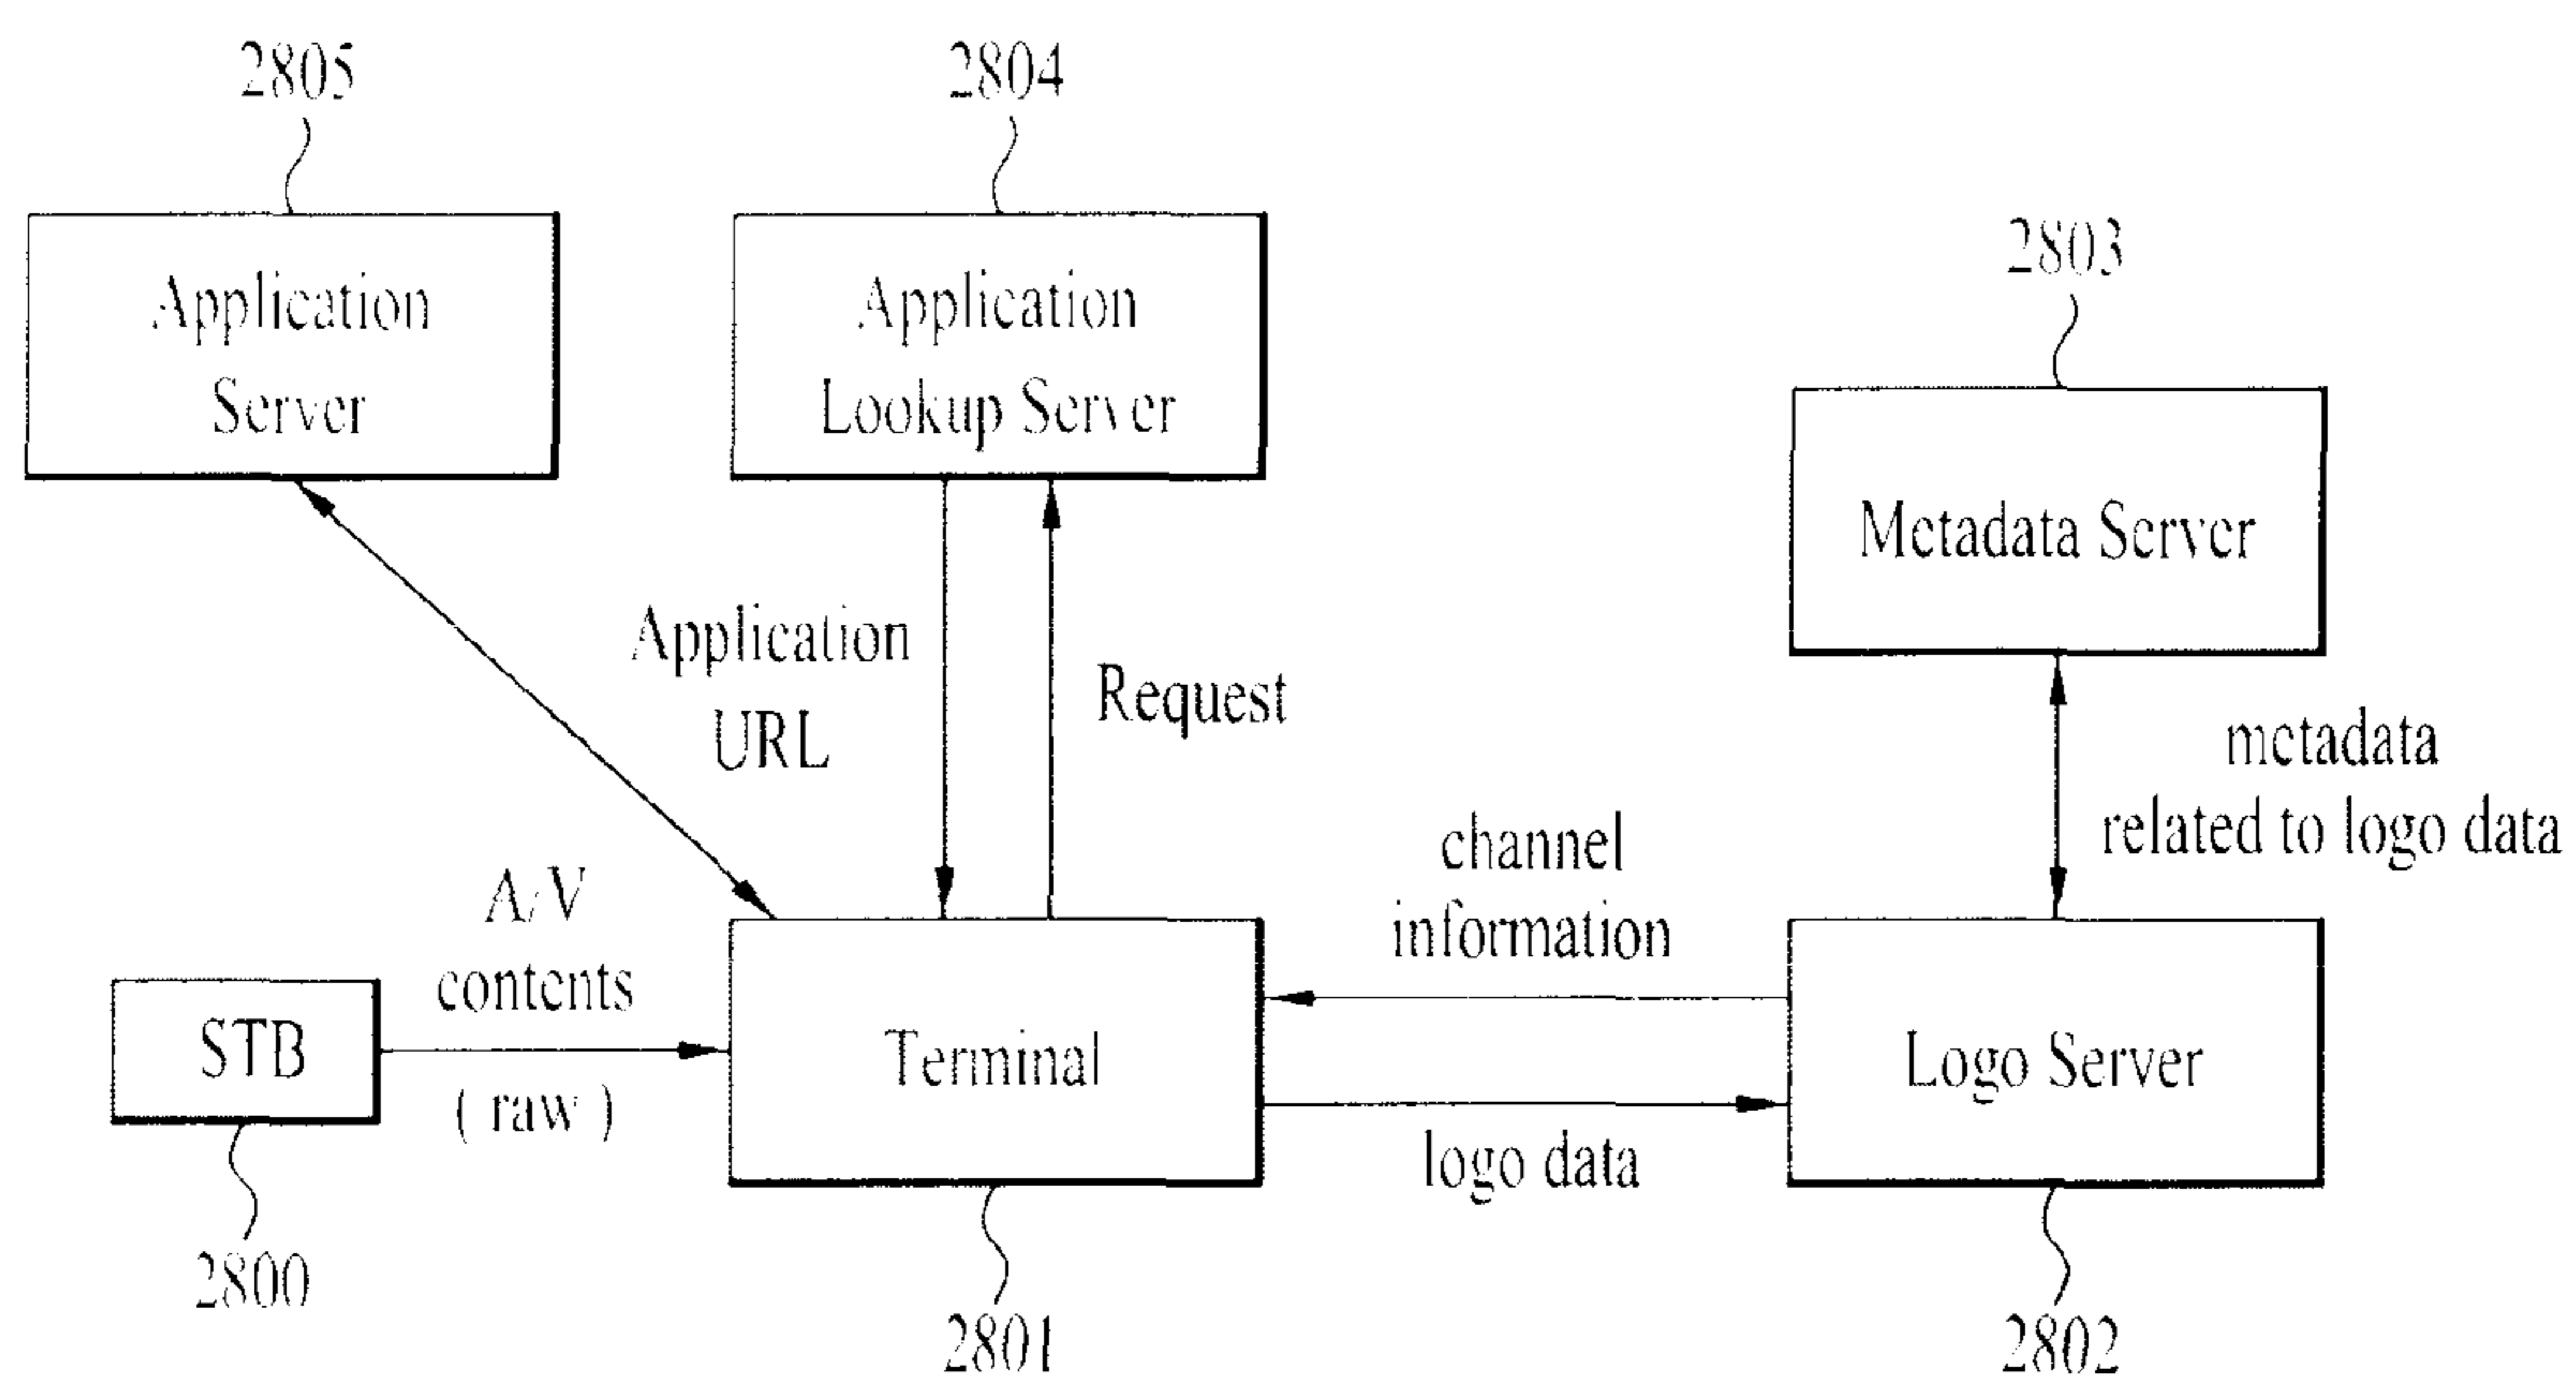 2805
2804
2803
Application
Server
Application
Lookup Server
Metadata Server
Application
URL
Request
metadata
related to logo data
channel
information
A/V
contents
(raw)
STB
Terminal
Logo Server
logo data
2800
2801
2802